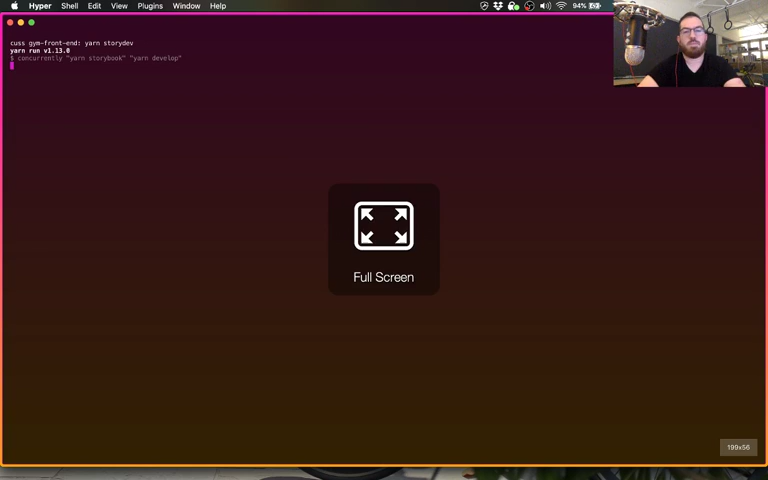 Hyper Shell Edit View Plugins Window Help 94%
cuss gym-front-end: yarn storydev
yarn run v1.13.0
$ concurrently "yarn storybook" "yarn develop"
Full Screen
199x56